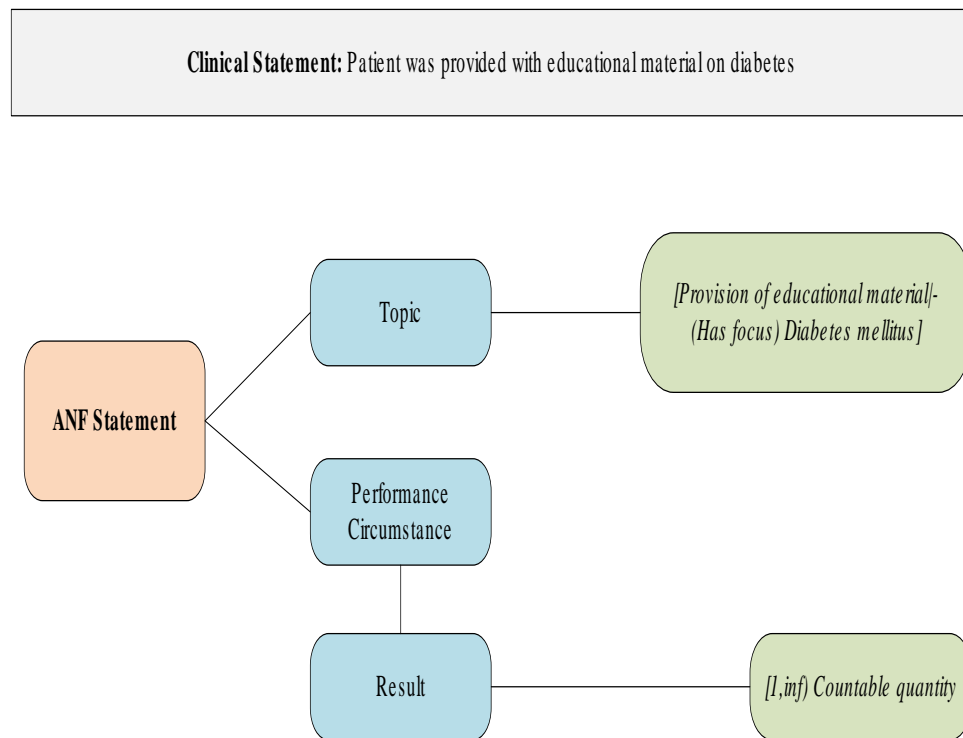 Clinical Statement: Patient was provided with educational material on diabetes
Topic
[Provision of educational material|-
(Has focus) Diabetes mellitus]
ANF Statement
Performance
Circumstance
Result
[1,inf) Countable quantity